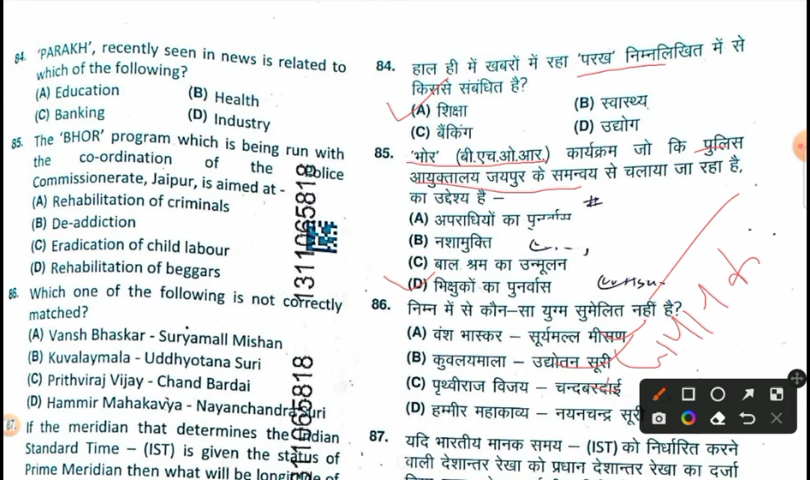 84. 'PARAKH', recently seen in news is related to
which of the following?
(A) Education
(B) Health
(C) Banking
(D) Industry
85. The 'BHOR' program which is being run with
the co-ordination of the Police
Commissionerate, Jaipur, is aimed at -
(A) Rehabilitation of criminals
(B) De-addiction
(C) Eradication of child labour
(D) Rehabilitation of beggars
86. Which one of the following is not correctly
matched?
(A) Vansh Bhaskar - Suryamall Mishan
(B) Kuvalaymala - Uddhyotana Suri
(C) Prithviraj Vijay - Chand Bardai
(D) Hammir Mahakavya - Nayanchandra Suri
87. If the meridian that determines the Indian
Standard Time - (IST) is given the status of
Prime Meridian then what will be longitude of
1311065818
84. हाल ही में खबरों में रहा 'परख' निम्नलिखित में से
किससे संबंधित है?
(A) शिक्षा
(B) स्वास्थ्य
(C) बैंकिंग
(D) उद्योग
85. 'भोर' (बी.एच.ओ.आर.) कार्यक्रम जो कि पुलिस
आयुक्तालय जयपुर के समन्वय से चलाया जा रहा है,
का उद्देश्य है –
(A) अपराधियों का पुनर्वास
(B) नशामुक्ति
(C) बाल श्रम का उन्मूलन
(D) भिक्षुकों का पुनर्वास
86. निम्न में से कौन-सा युग्म सुमेलित नहीं है?
(A) वंश भास्कर – सूर्यमल्ल मीसण
(B) कुवलयमाला – उद्योतन सूरी
(C) पृथ्वीराज विजय – चन्दबरदाई
(D) हम्मीर महाकाव्य – नयनचन्द्र सूरी
87. यदि भारतीय मानक समय – (IST) को निर्धारित करने
वाली देशान्तर रेखा को प्रधान देशान्तर रेखा का दर्जा